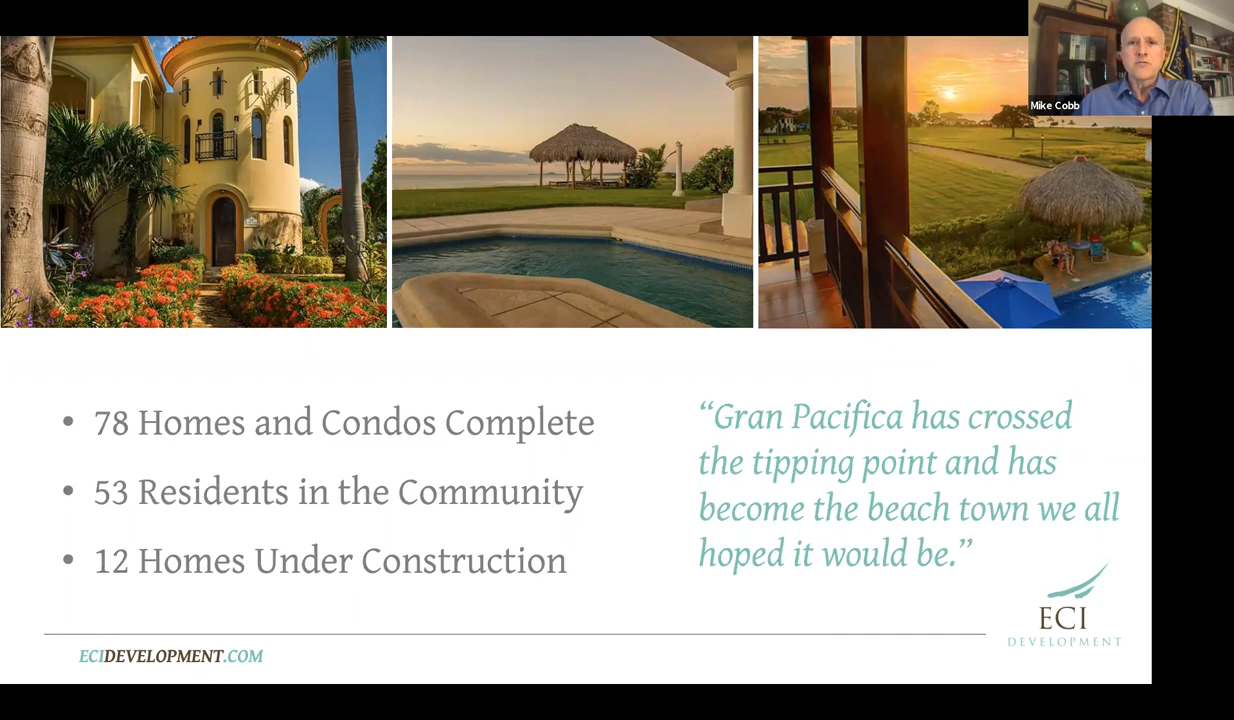 Mike Cobb
• 78 Homes and Condos Complete
• 53 Residents in the Community
• 12 Homes Under Construction
“Gran Pacifica has crossed
the tipping point and has
become the beach town we all
hoped it would be.”
ECI
DEVELOPMENT
ECIDEVELOPMENT.COM